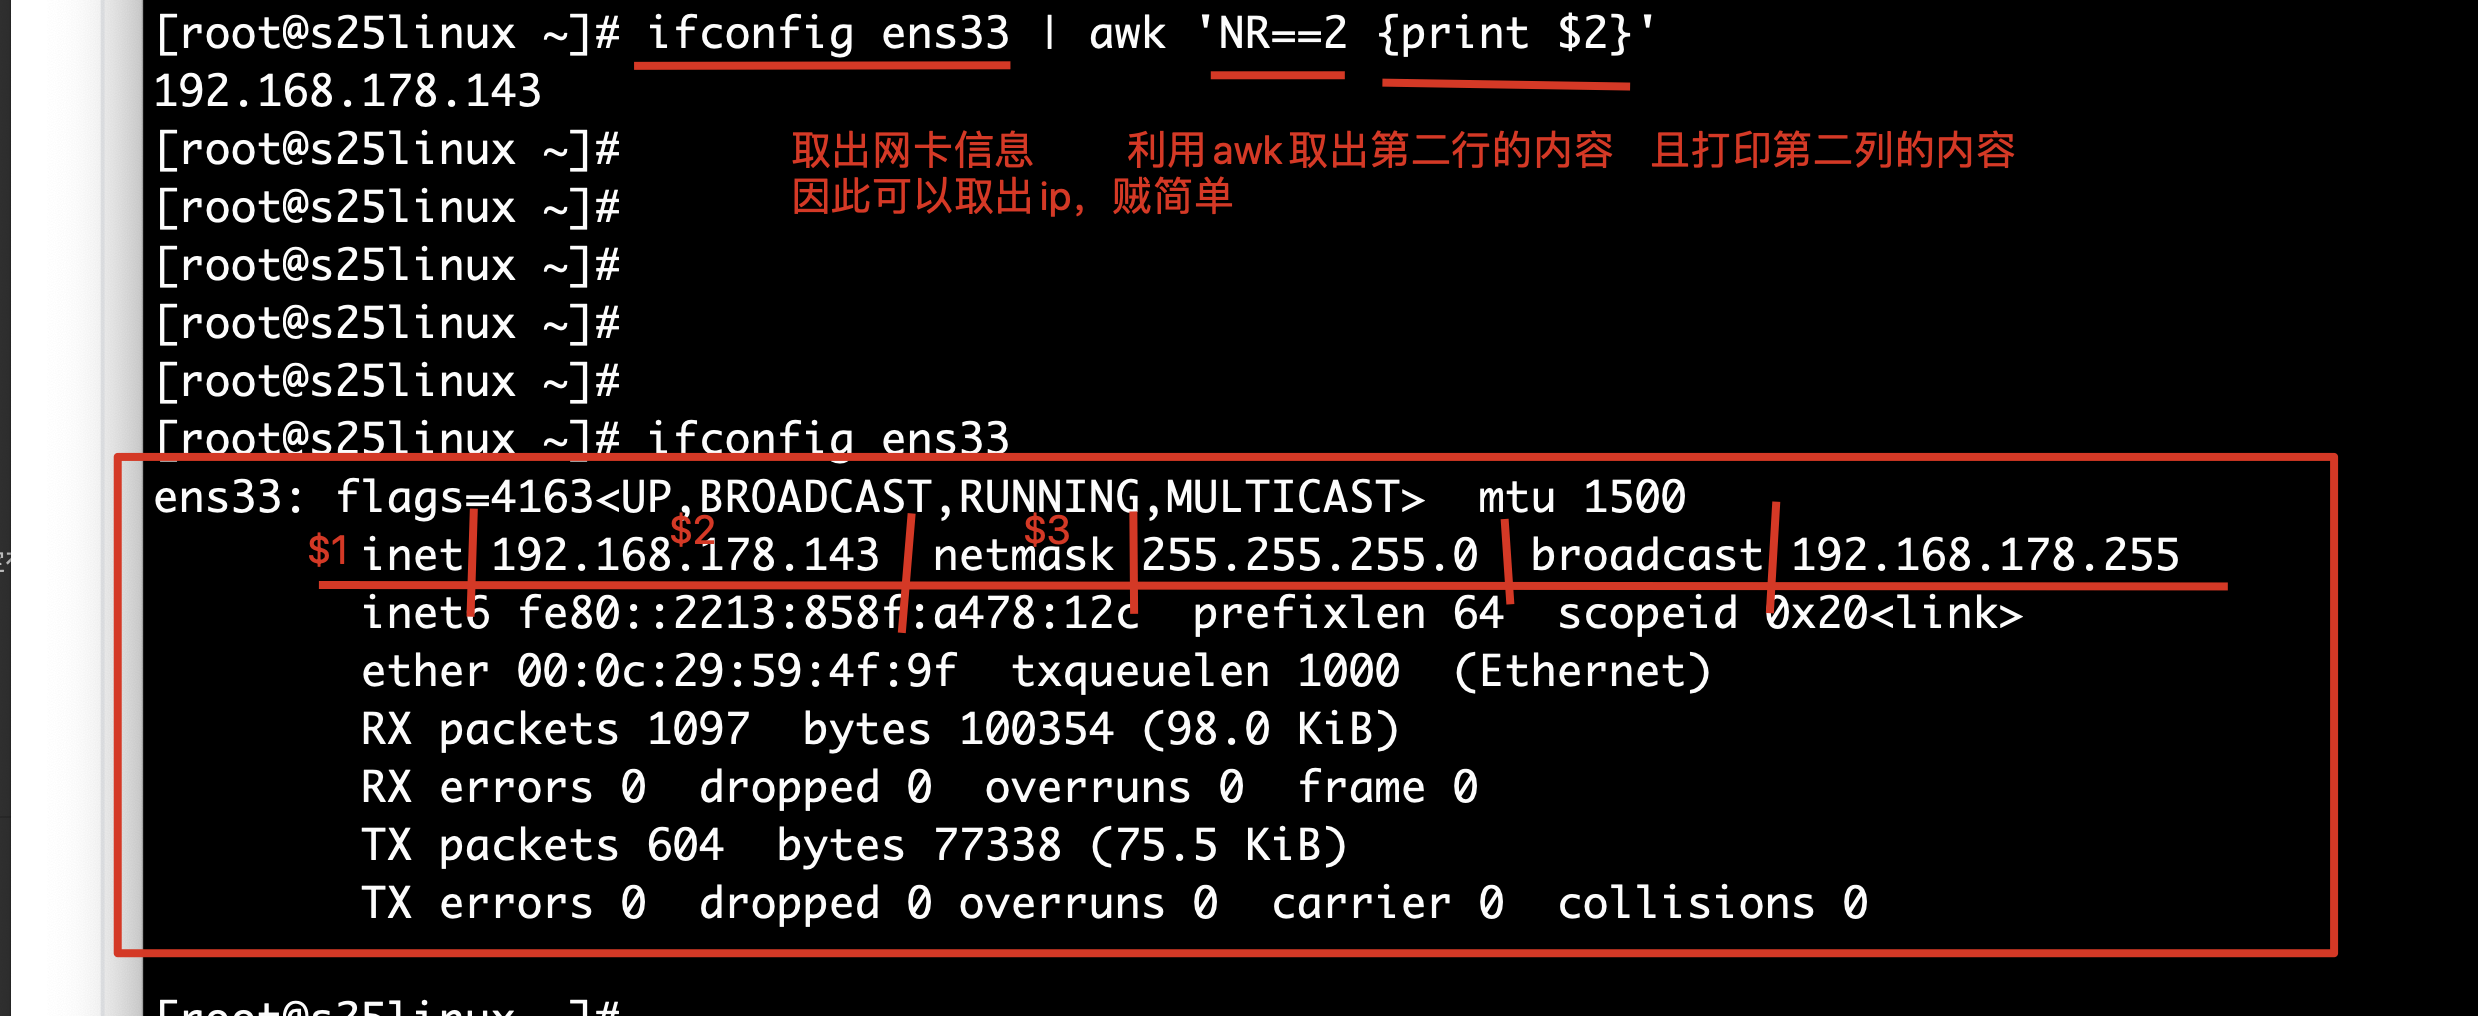 [root@s25linux ~]# ifconfig ens33 | awk 'NR==2 {print $2}'
192.168.178.143
[root@s25linux ~]# 取出网卡信息 利用awk取出第二行的内容 且打印第二列的内容
[root@s25linux ~]# 因此可以取出ip，贼简单
[root@s25linux ~]#
[root@s25linux ~]#
[root@s25linux ~]#
[root@s25linux ~]# ifconfig ens33
ens33: flags=4163<UP,BROADCAST,RUNNING,MULTICAST>  mtu 1500
$1 $2 $3
inet 192.168.178.143  netmask 255.255.255.0  broadcast 192.168.178.255
inet6 fe80::2213:858f:a478:12c  prefixlen 64  scopeid 0x20<link>
ether 00:0c:29:59:4f:9f  txqueuelen 1000  (Ethernet)
RX packets 1097  bytes 100354 (98.0 KiB)
RX errors 0  dropped 0  overruns 0  frame 0
TX packets 604  bytes 77338 (75.5 KiB)
TX errors 0  dropped 0 overruns 0  carrier 0  collisions 0
[root@s25linux ~]#